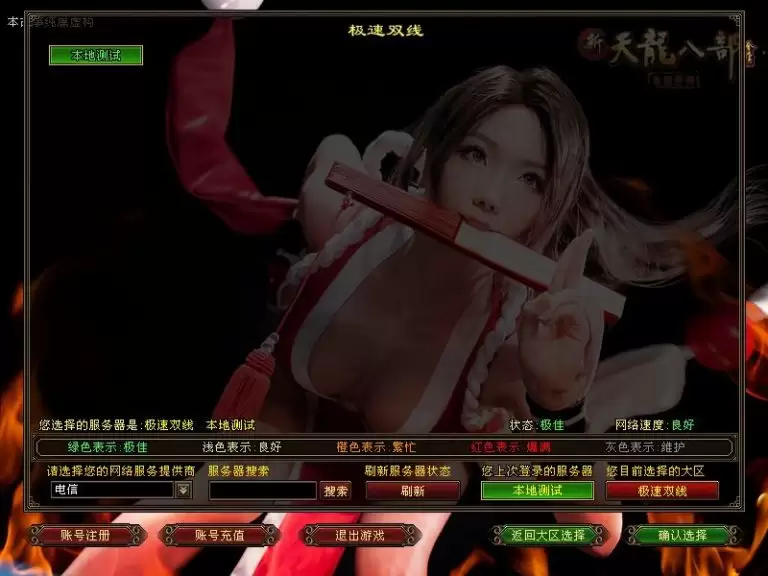 极速双线
本地测试
新天龍八部
您选择的服务器是:极速双线 本地测试 状态:极佳 网络速度:良好
绿色表示:极佳 浅色表示:良好 橙色表示:繁忙 红色表示:爆满 灰色表示:维护
请选择您的网络服务提供商 服务器搜索 刷新服务器状态 您上次登录的服务器 您目前选择的大区
电信 搜索 刷新 本地测试 极速双线
账号注册 账号充值 退出游戏 返回大区选择 确认选择